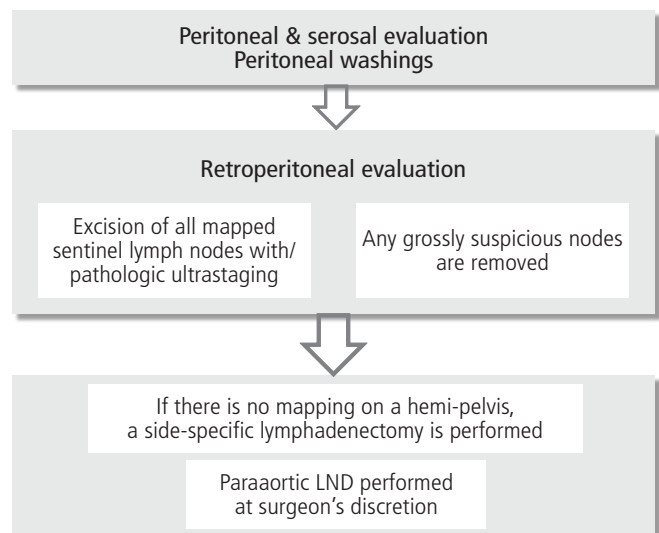 Peritoneal & serosal evaluation
Peritoneal washings
Retroperitoneal evaluation
Excision of all mapped
sentinel lymph nodes with/
pathologic ultrastaging
Any grossly suspicious nodes
are removed
If there is no mapping on a hemi-pelvis,
a side-specific lymphadenectomy is performed
Paraaortic LND performed
at surgeon's discretion